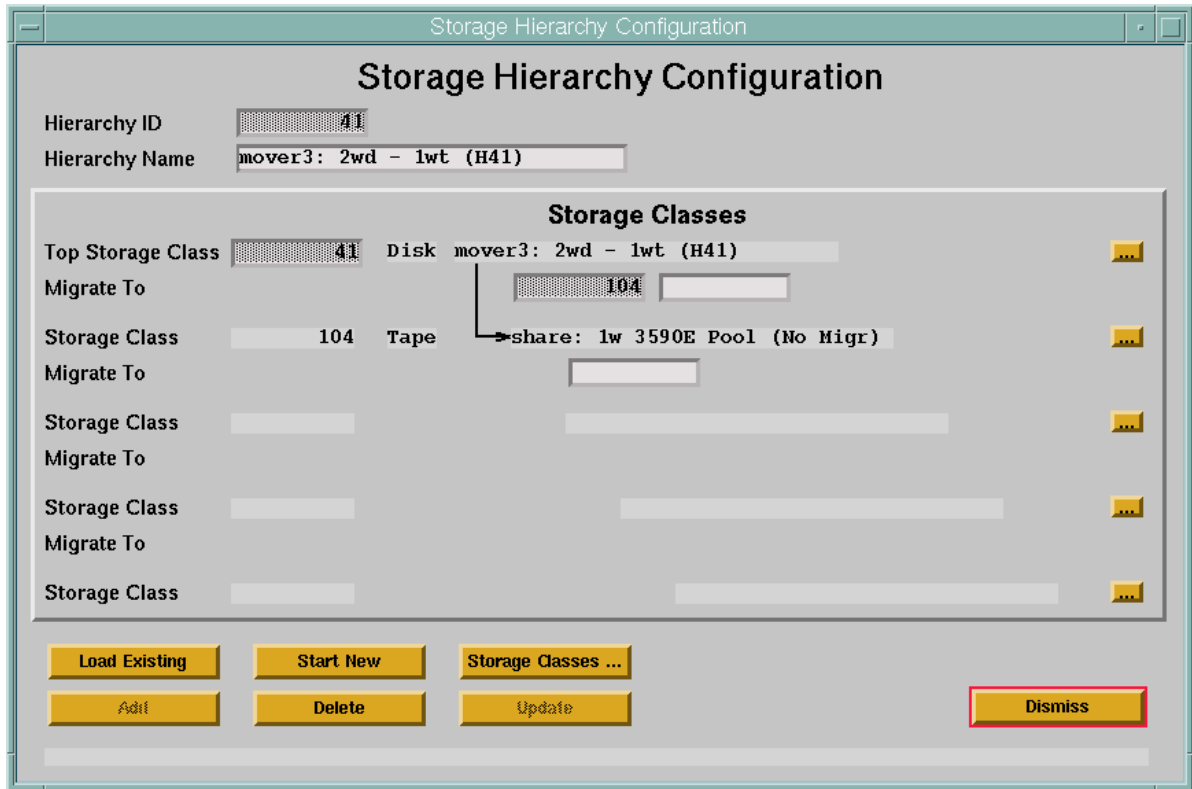 Storage Hierarchy Configuration
Storage Hierarchy Configuration
Hierarchy ID 41
Hierarchy Name mover3: 2wd - 1wt (H41)
Storage Classes
Top Storage Class 41 Disk mover3: 2wd - 1wt (H41) ...
Migrate To 104
Storage Class 104 Tape share: 1w 3590E Pool (No Migr) ...
Migrate To
Storage Class ...
Migrate To
Storage Class ...
Migrate To
Storage Class ...
Load Existing Start New Storage Classes ...
Add Delete Update Dismiss